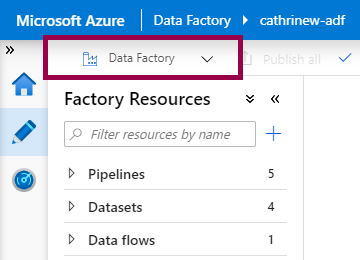 Microsoft Azure Data Factory cathrinew-adf
Data Factory Publish all
Factory Resources
Filter resources by name
Pipelines 5
Datasets 4
Data flows 1